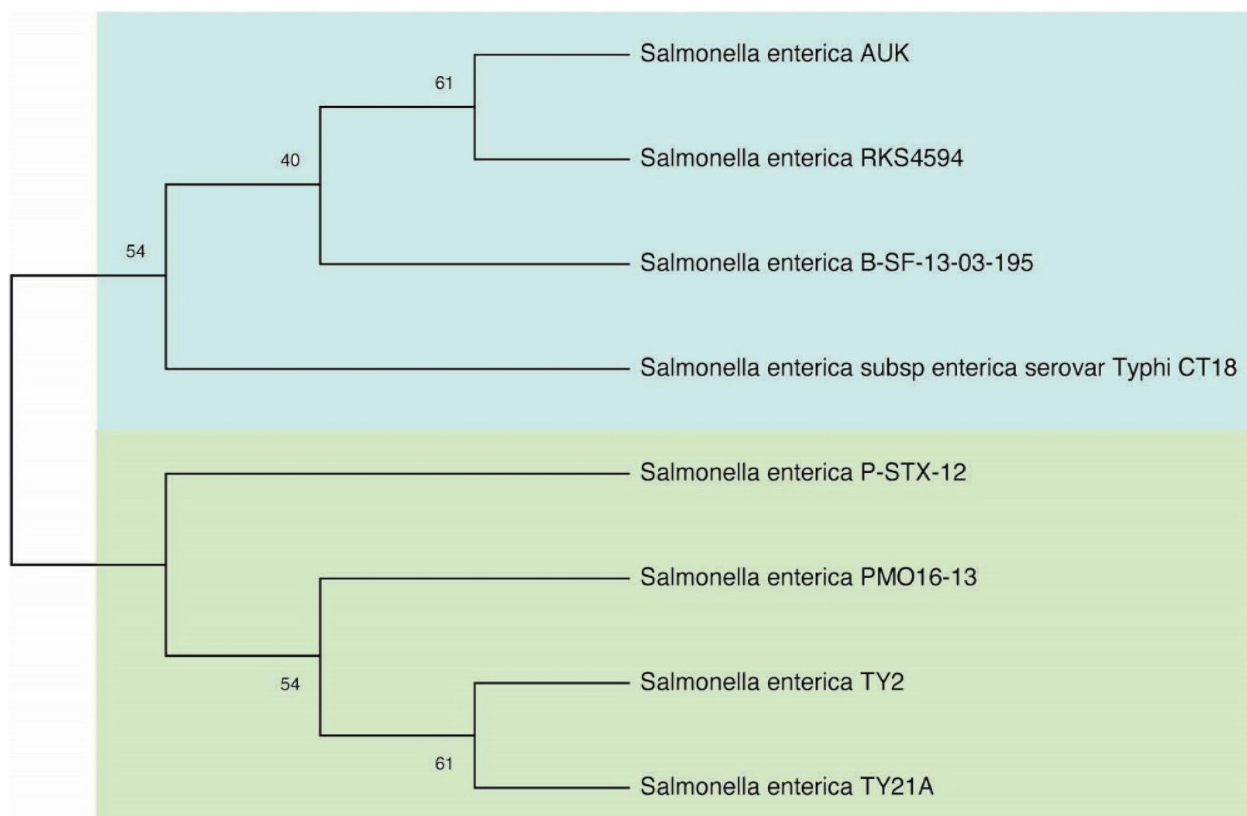 Salmonella enterica AUK
61
Salmonella enterica RKS4594
40
Salmonella enterica B-SF-13-03-195
54
Salmonella enterica subsp enterica serovar Typhi CT18
Salmonella enterica P-STX-12
Salmonella enterica PMO16-13
54
Salmonella enterica TY2
61
Salmonella enterica TY21A